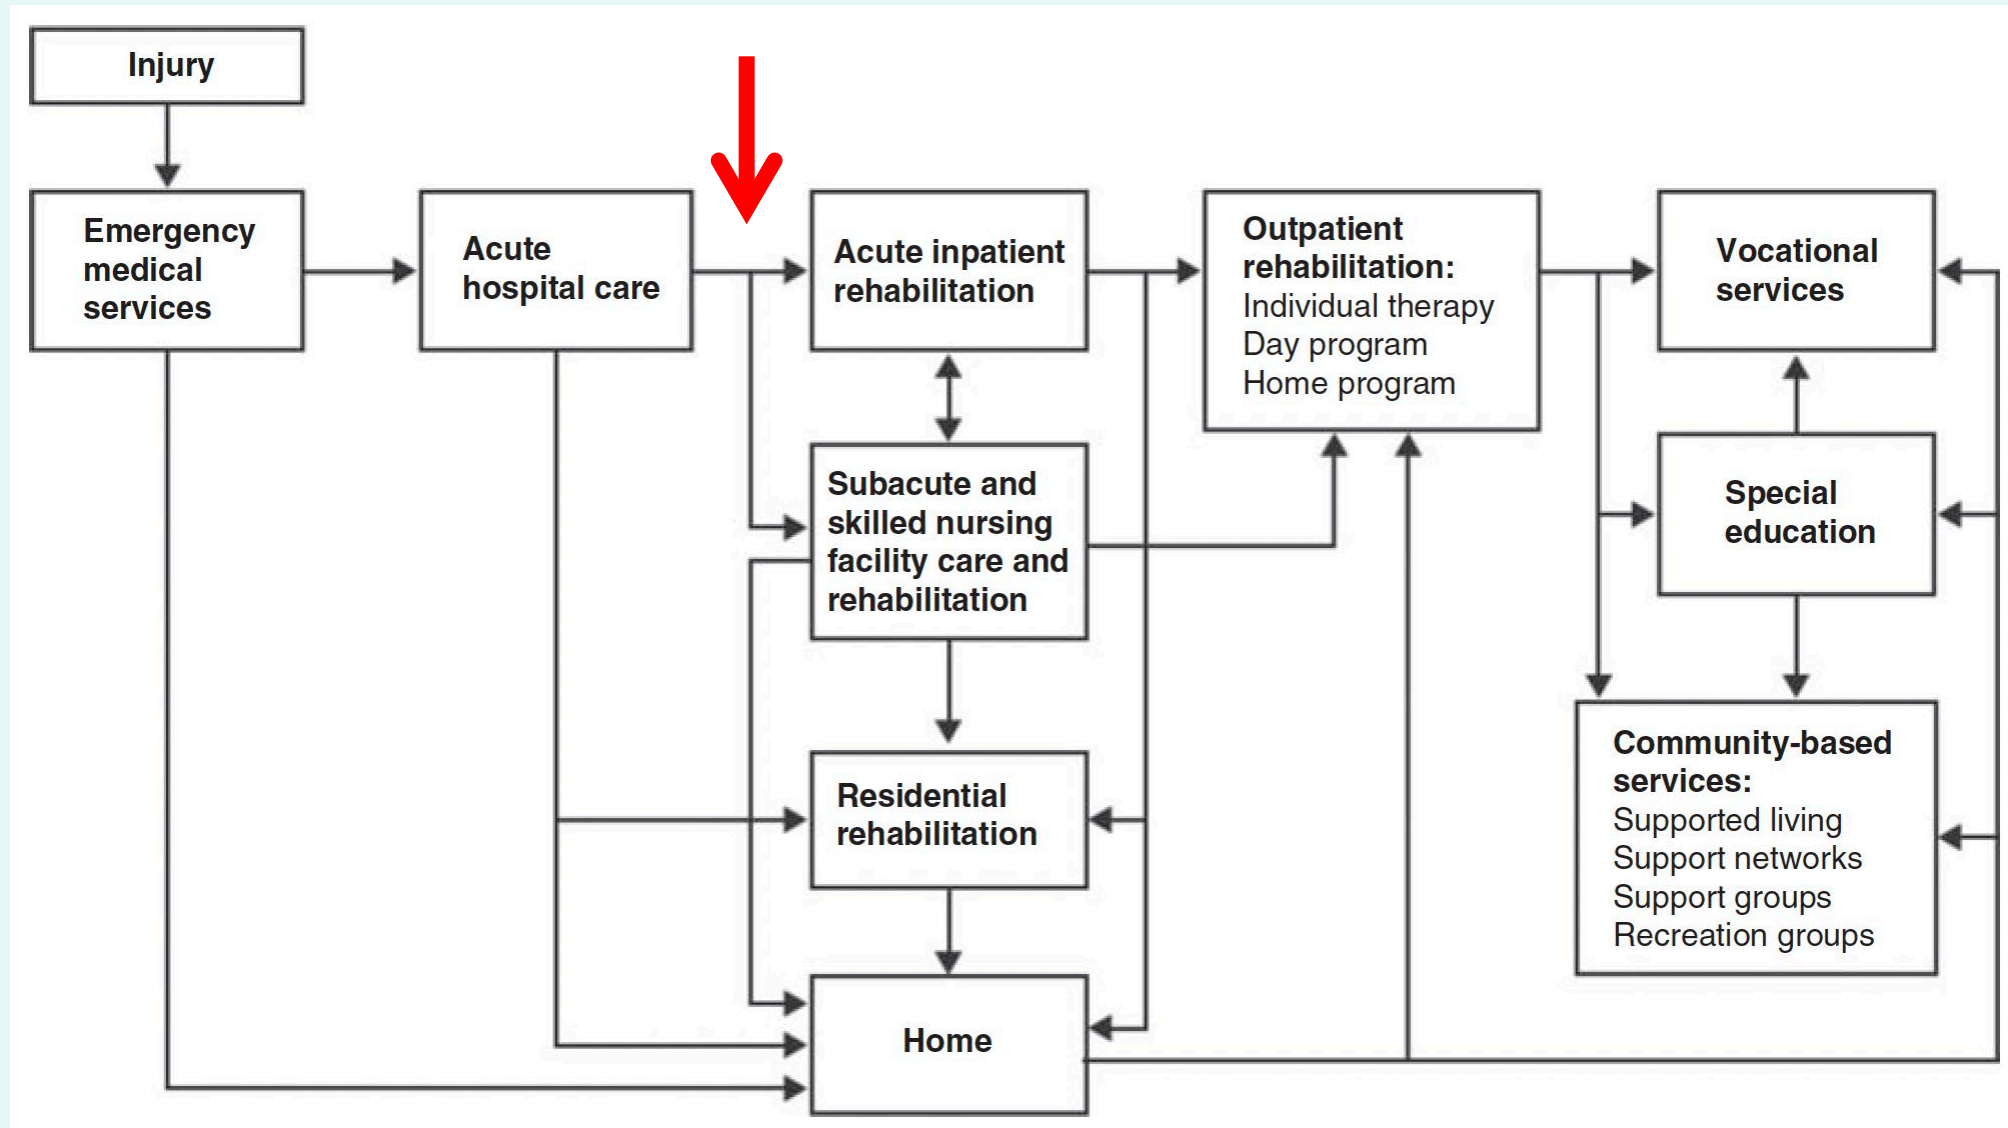 Injury
Emergency
medical
services
Acute
hospital care
Acute inpatient
rehabilitation
Outpatient
rehabilitation:
Individual therapy
Day program
Home program
Vocational
services
Subacute and
skilled nursing
facility care and
rehabilitation
Special
education
Residential
rehabilitation
Community-based
services:
Supported living
Support networks
Support groups
Recreation groups
Home